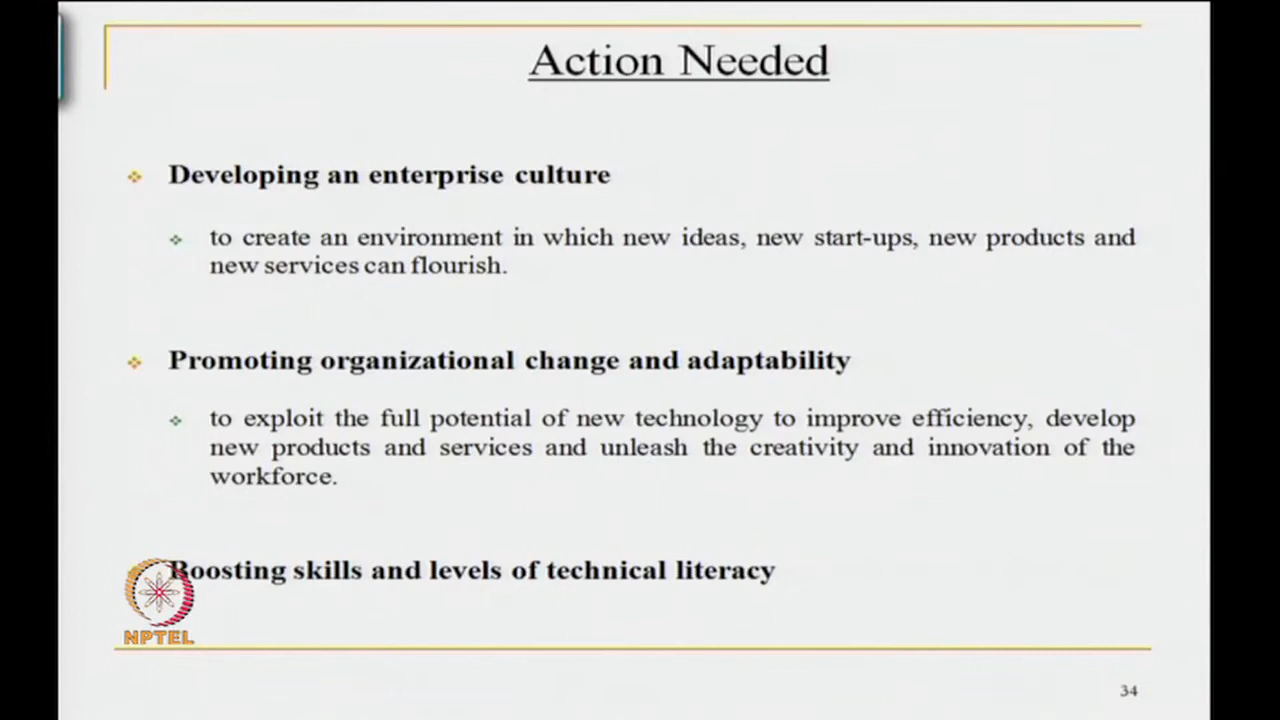 Action Needed
Developing an enterprise culture
to create an environment in which new ideas, new start-ups, new products and
new services can flourish.
Promoting organizational change and adaptability
to exploit the full potential of new technology to improve efficiency, develop
new products and services and unleash the creativity and innovation of the
workforce.
Boosting skills and levels of technical literacy
NPTEL
34